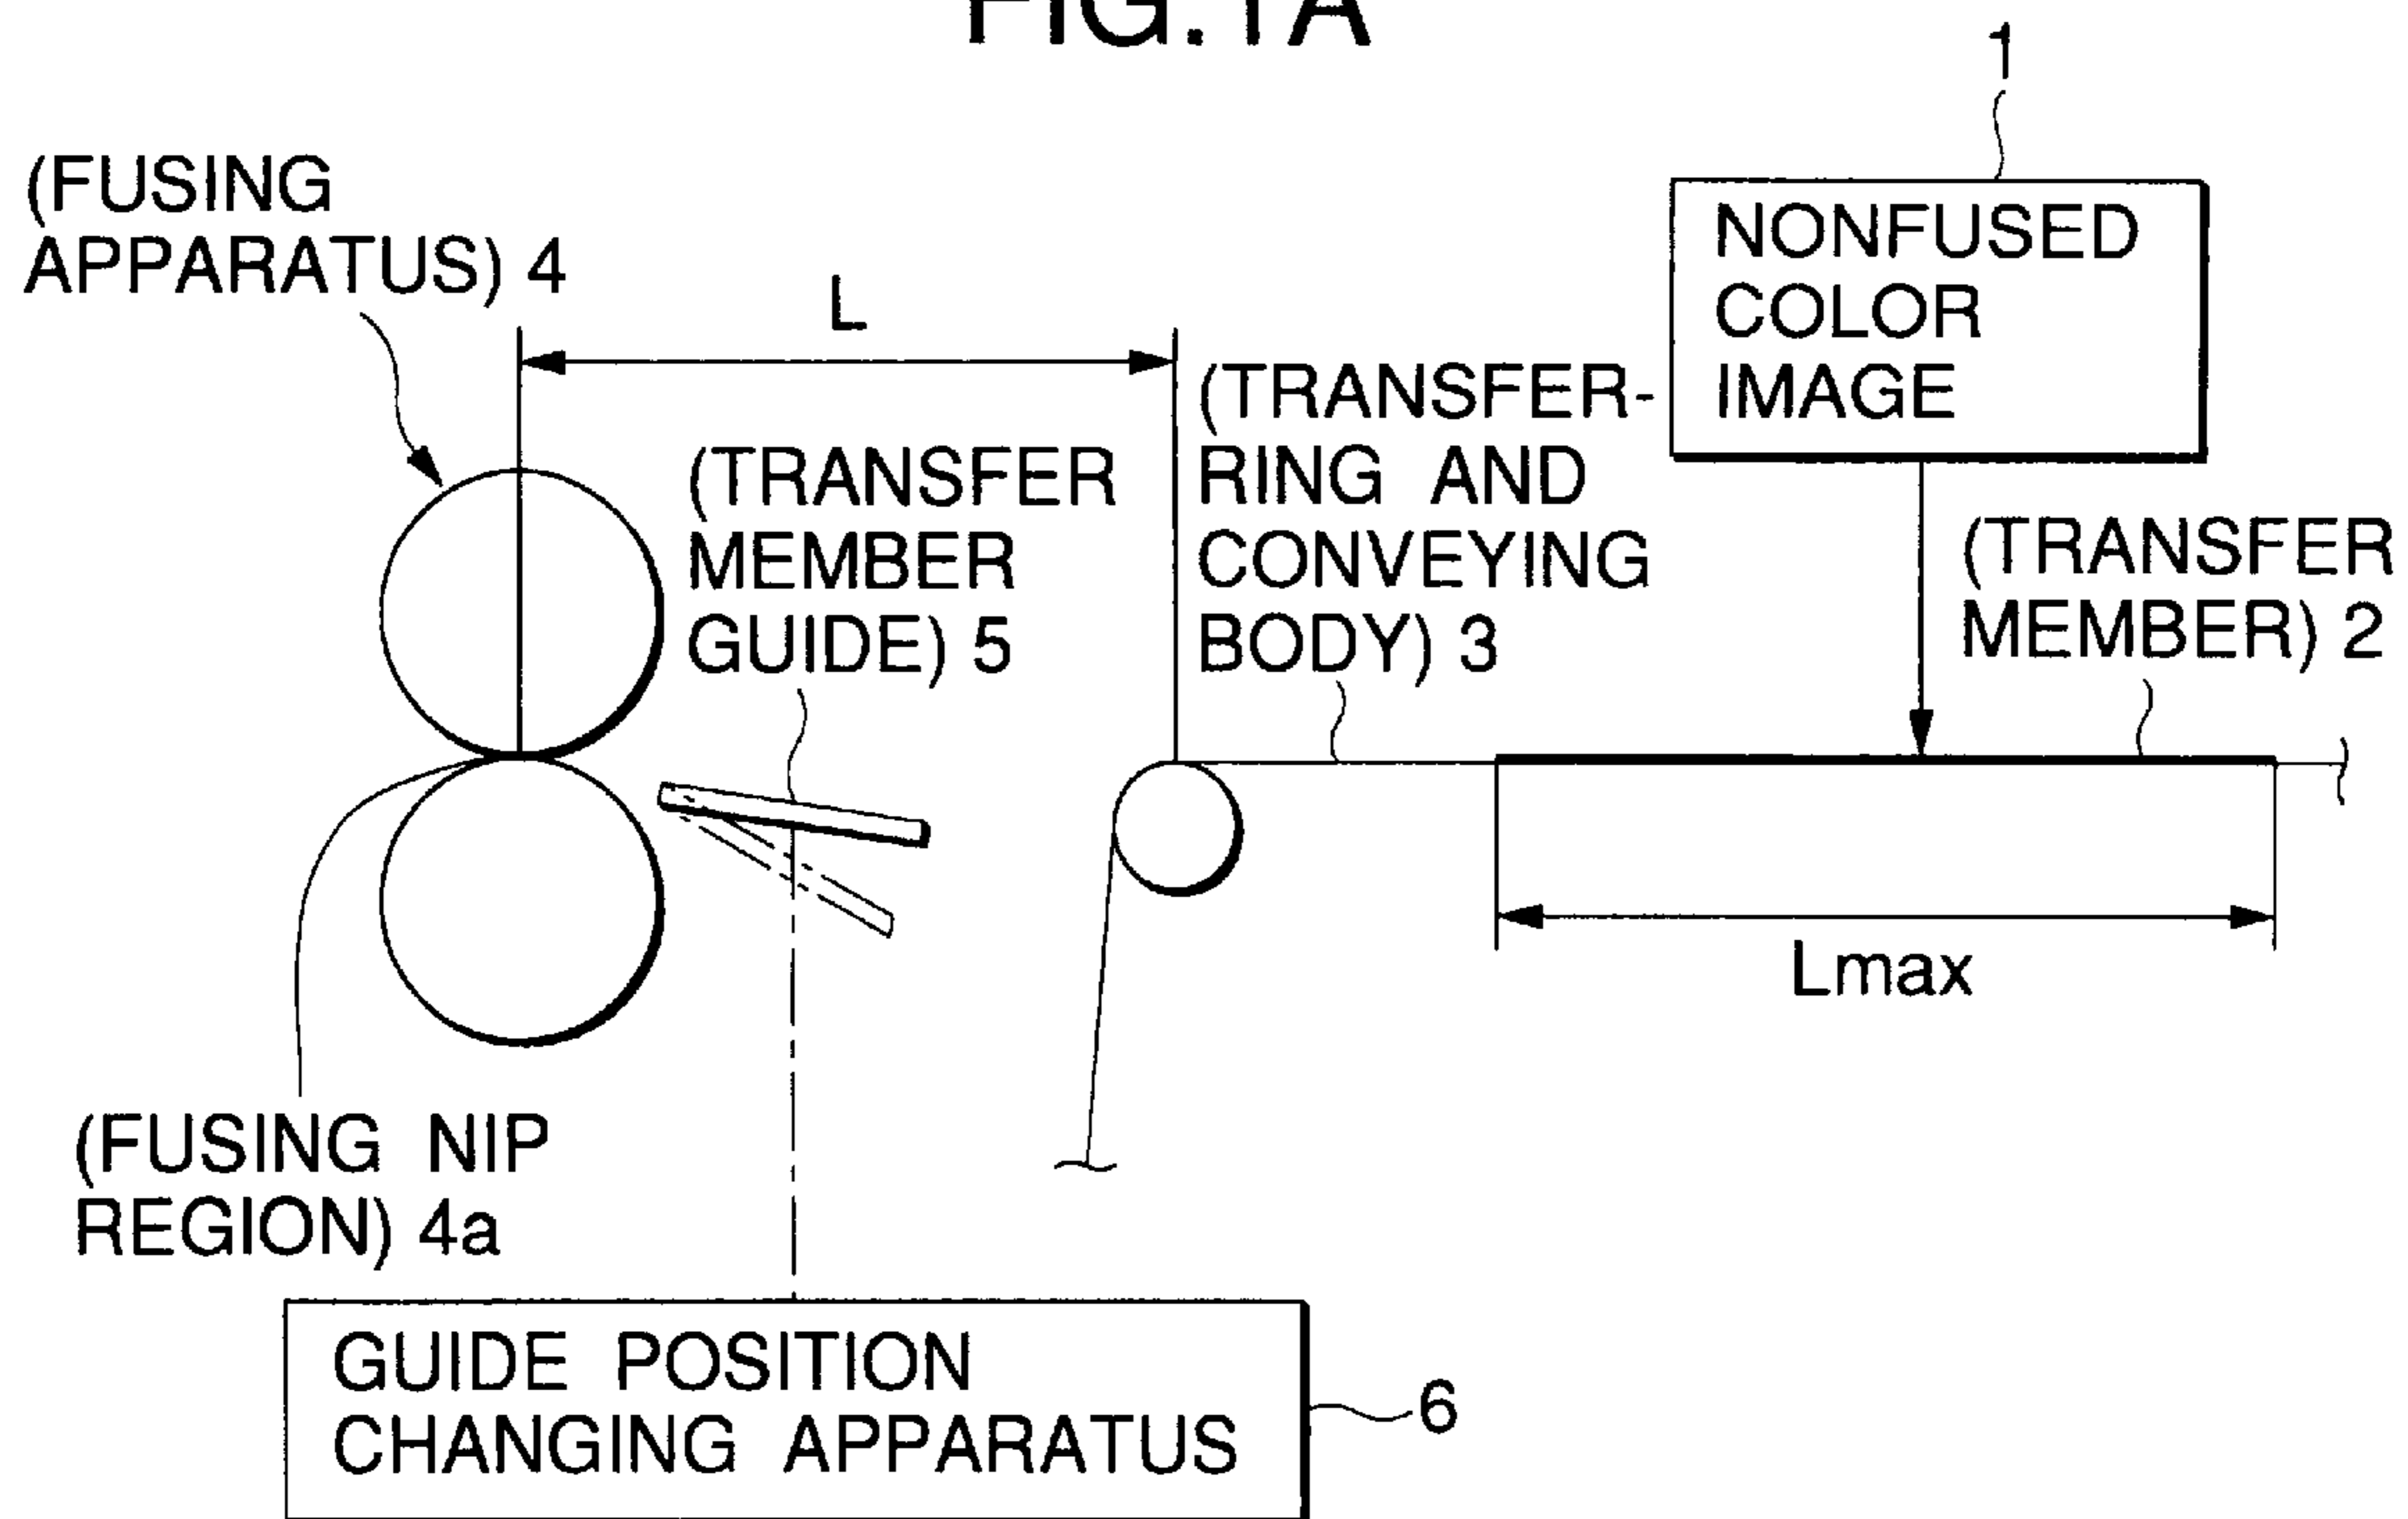 FIG.1A
1
(FUSING
APPARATUS) 4
L
NONFUSED
COLOR
IMAGE
(TRANSFER
MEMBER
GUIDE) 5
(TRANSFER-
RING AND
CONVEYING
BODY) 3
(TRANSFER
MEMBER) 2
Lmax
(FUSING NIP
REGION) 4a
GUIDE POSITION
CHANGING APPARATUS
6